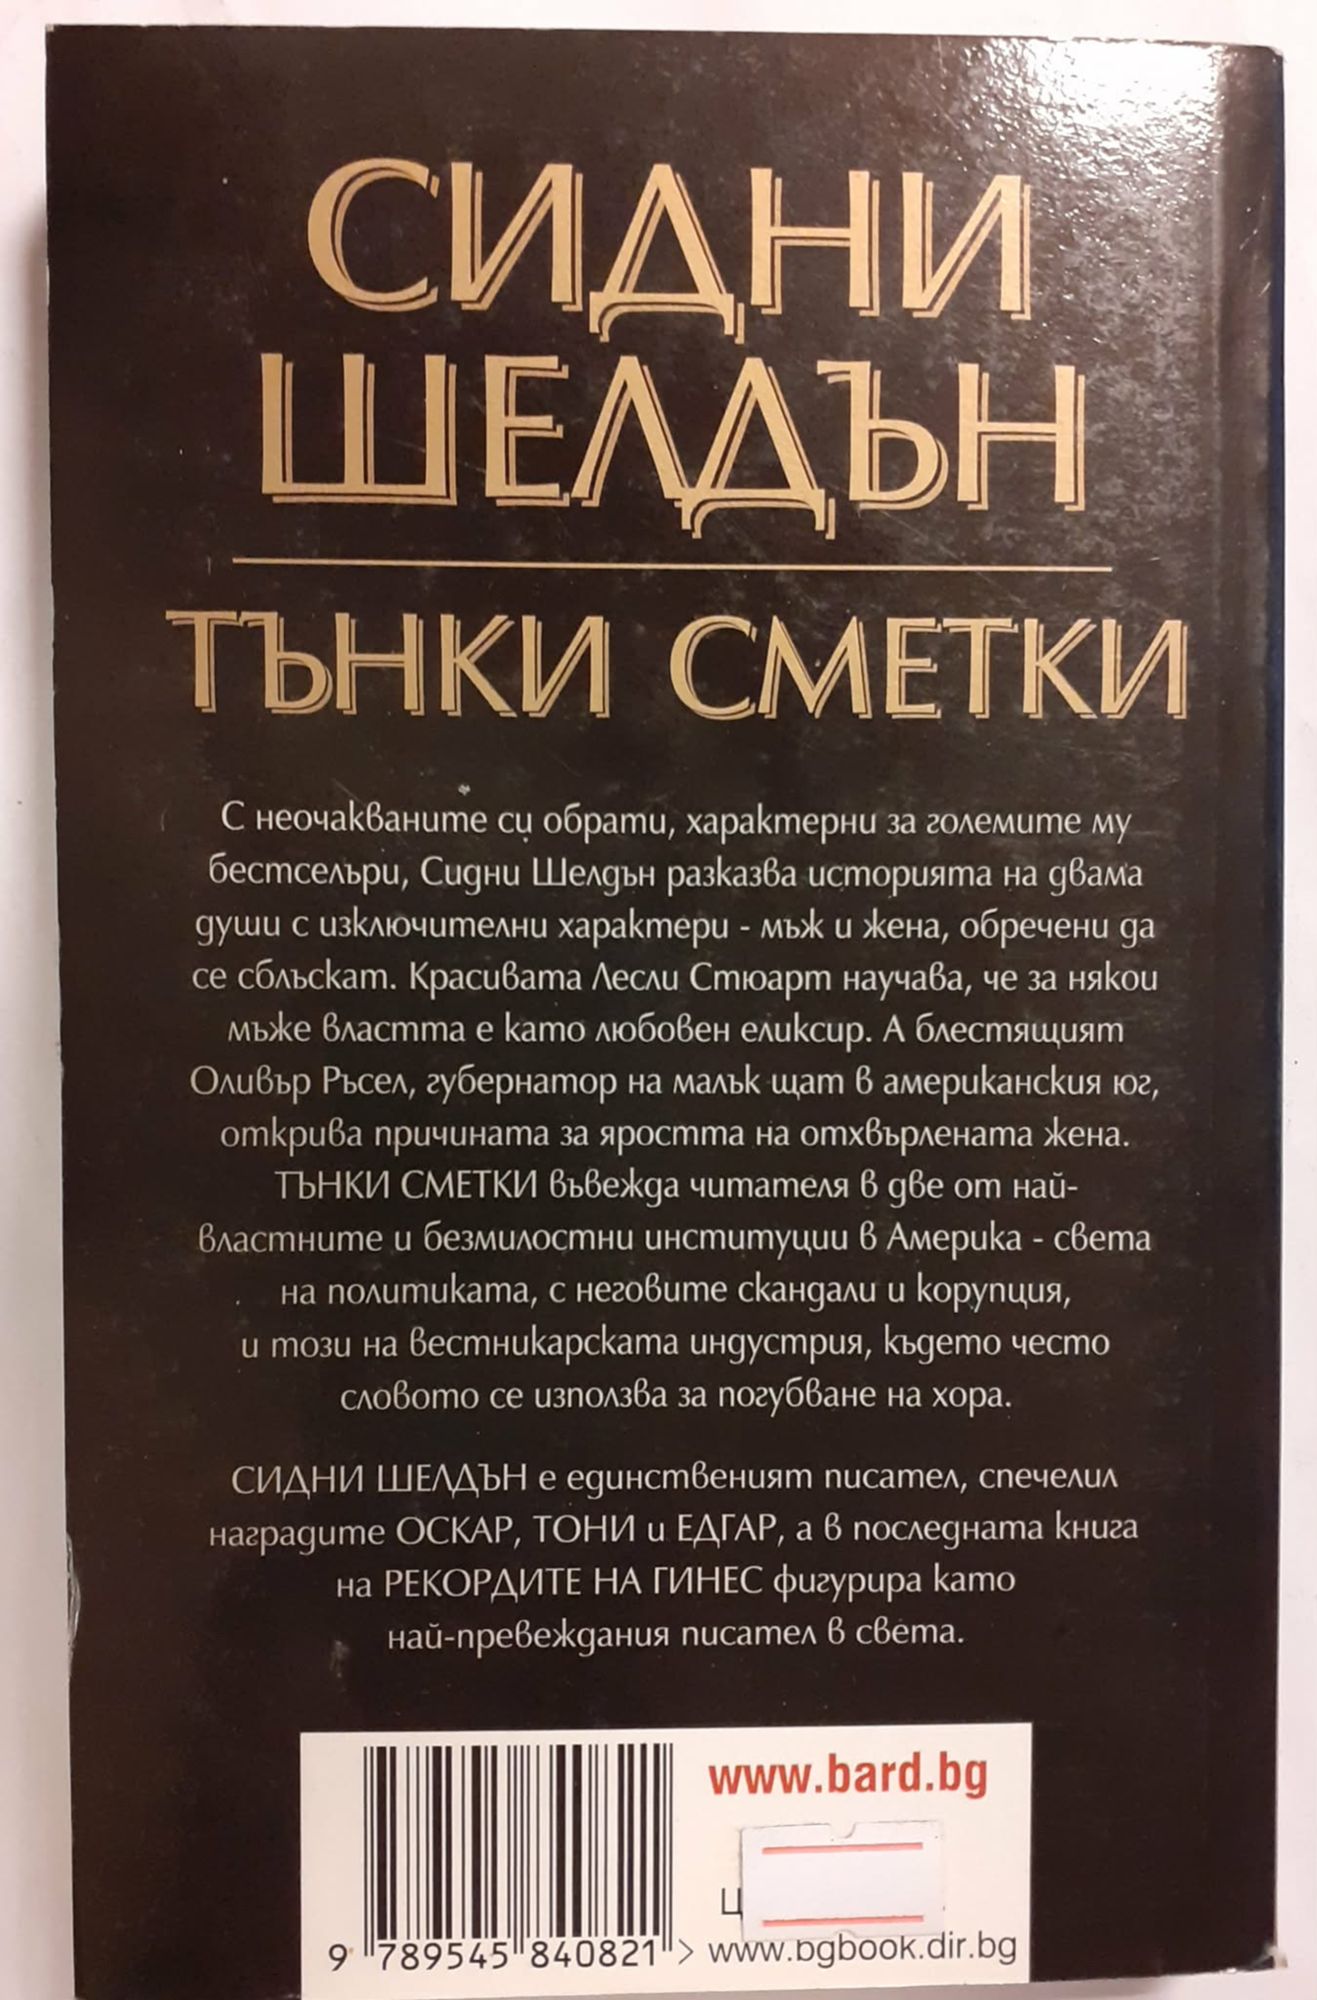 СИДНИ
ШЕЛДЪН
ТЪНКИ СМЕТКИ
С неочакваните си обрати, характерни за големите му
бестселъри, Сидни Шелдън разказва историята на двама
души с изключителни характери - мъж и жена, обречени да
се сблъскат. Красивата Лесли Стюарт научава, че за някои
мъже властта е като любовен еликсир. А блестящият
Оливър Ръсел, губернатор на малък щат в американския юг,
открива причината за яростта на отхвърлената жена.
ТЪНКИ СМЕТКИ въвежда читателя в две от най-
властните и безмилостни институции в Америка - света
на политиката, с неговите скандали и корупция,
и този на вестникарската индустрия, където често
словото се използва за погубване на хора.
СИДНИ ШЕЛДЪН е единственият писател, спечелил
наградите ОСКАР, ТОНИ и ЕДГАР, а в последната книга
на РЕКОРДИТЕ НА ГИНЕС фигурира като
най-превеждания писател в света.
www.bard.bg
9 789545 840821 >
www.bgbook.dir.bg